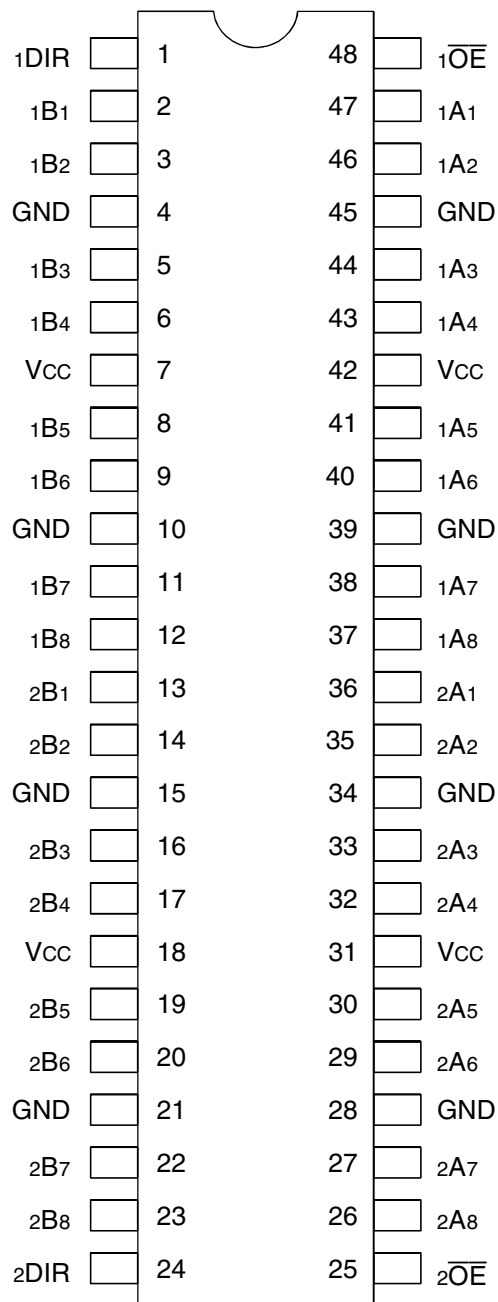 1DIR 1 48 1O̅E̅
1B1 2 47 1A1
1B2 3 46 1A2
GND 4 45 GND
1B3 5 44 1A3
1B4 6 43 1A4
VCC 7 42 VCC
1B5 8 41 1A5
1B6 9 40 1A6
GND 10 39 GND
1B7 11 38 1A7
1B8 12 37 1A8
2B1 13 36 2A1
2B2 14 35 2A2
GND 15 34 GND
2B3 16 33 2A3
2B4 17 32 2A4
VCC 18 31 VCC
2B5 19 30 2A5
2B6 20 29 2A6
GND 21 28 GND
2B7 22 27 2A7
2B8 23 26 2A8
2DIR 24 25 2O̅E̅